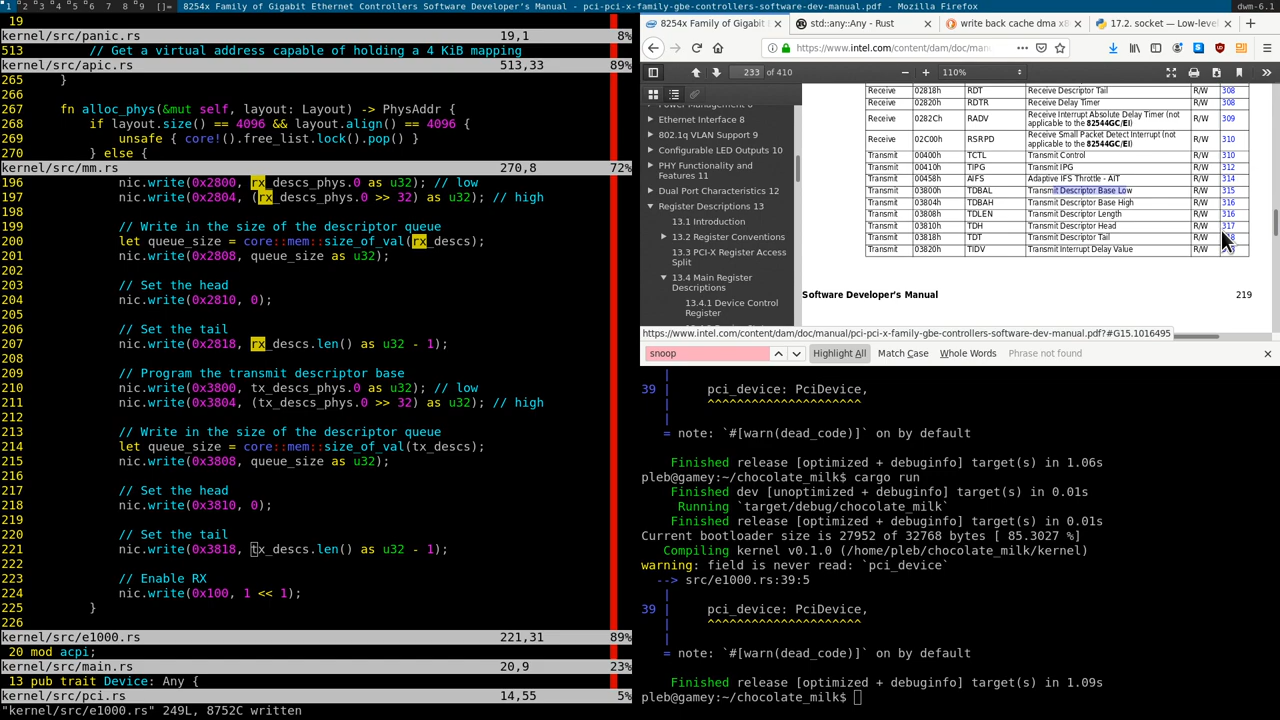 1 2 3 4 5 6 7 8 9 []= 8254x Family of Gigabit Ethernet Controllers Software Developer's Manual - pci-pci-x-family-gbe-controllers-software-dev-manual.pdf - Mozilla Firefox dwm-6.1
19
kernel/src/panic.rs 19,1 8%
513 // Get a virtual address capable of holding a 4 KiB mapping
kernel/src/apic.rs 513,33 89%
265 }
266
267 fn alloc_phys(&mut self, layout: Layout) -> PhysAddr {
268 if layout.size() == 4096 && layout.align() == 4096 {
269 unsafe { core!().free_list.lock().pop() }
270 } else {
kernel/src/mm.rs 270,8 72%
196 nic.write(0x2800, rx_descs_phys.0 as u32); // low
197 nic.write(0x2804, (rx_descs_phys.0 >> 32) as u32); // high
198
199 // Write in the size of the descriptor queue
200 let queue_size = core::mem::size_of_val(rx_descs);
201 nic.write(0x2808, queue_size as u32);
202
203 // Set the head
204 nic.write(0x2810, 0);
205
206 // Set the tail
207 nic.write(0x2818, rx_descs.len() as u32 - 1);
208
209 // Program the transmit descriptor base
210 nic.write(0x3800, tx_descs_phys.0 as u32); // low
211 nic.write(0x3804, (tx_descs_phys.0 >> 32) as u32); // high
212
213 // Write in the size of the descriptor queue
214 let queue_size = core::mem::size_of_val(tx_descs);
215 nic.write(0x3808, queue_size as u32);
216
217 // Set the head
218 nic.write(0x3810, 0);
219
220 // Set the tail
221 nic.write(0x3818, tx_descs.len() as u32 - 1);
222
223 // Enable RX
224 nic.write(0x100, 1 << 1);
225 }
226
kernel/src/e1000.rs 221,31 89%
20 mod acpi;
kernel/src/main.rs 20,9 23%
13 pub trait Device: Any {
kernel/src/pci.rs 14,55 5%
"kernel/src/e1000.rs" 249L, 8752C written
8254x Family of Gigabit × std::any::Any - Rust × write back cache dma x8 × 17.2. socket — Low-level ×
https://www.intel.com/content/dam/doc/man
233 of 410 110%
Ethernet Interface 8
802.1q VLAN Support 9
Configurable LED Outputs 10
PHY Functionality and
Features 11
Dual Port Characteristics 12
Register Descriptions 13
13.1 Introduction
13.2 Register Conventions
13.3 PCI-X Register Access
Split
13.4 Main Register
Descriptions
13.4.1 Device Control
Register
Receive 02818h RDT Receive Descriptor Tail R/W 308
Receive 02820h RDTR Receive Delay Timer R/W 308
Receive 0282Ch RADV Receive Interrupt Absolute Delay Timer (not
applicable to the 82544GC/EI) R/W 309
Receive 02C00h RSRPD Receive Small Packet Detect Interrupt (not
applicable to the 82544GC/EI) R/W 310
Transmit 00400h TCTL Transmit Control R/W 310
Transmit 00410h TIPG Transmit IPG R/W 312
Transmit 00458h AIFS Adaptive IFS Throttle - AIT R/W 314
Transmit 03800h TDBAL Transmit Descriptor Base Low R/W 315
Transmit 03804h TDBAH Transmit Descriptor Base High R/W 316
Transmit 03808h TDLEN Transmit Descriptor Length R/W 316
Transmit 03810h TDH Transmit Descriptor Head R/W 317
Transmit 03818h TDT Transmit Descriptor Tail R/W
Transmit 03820h TIDV Transmit Interrupt Delay Value R/W
Software Developer's Manual 219
https://www.intel.com/content/dam/doc/manual/pci-pci-x-family-gbe-controllers-software-dev-manual.pdf?#G15.1016495
snoop Highlight All Match Case Whole Words Phrase not found ×
|
39 | pci_device: PciDevice,
| ^^^^^^^^^^^^^^^^^^^^^
|
= note: `#[warn(dead_code)]` on by default
Finished release [optimized + debuginfo] target(s) in 1.06s
pleb@gamey:~/chocolate_milk$ cargo run
Finished dev [unoptimized + debuginfo] target(s) in 0.01s
Running `target/debug/chocolate_milk`
Finished release [optimized + debuginfo] target(s) in 0.01s
Current bootloader size is 27952 of 32768 bytes [ 85.3027 %]
Compiling kernel v0.1.0 (/home/pleb/chocolate_milk/kernel)
warning: field is never read: `pci_device`
--> src/e1000.rs:39:5
|
39 | pci_device: PciDevice,
| ^^^^^^^^^^^^^^^^^^^^^
|
= note: `#[warn(dead_code)]` on by default
Finished release [optimized + debuginfo] target(s) in 1.09s
pleb@gamey:~/chocolate_milk$